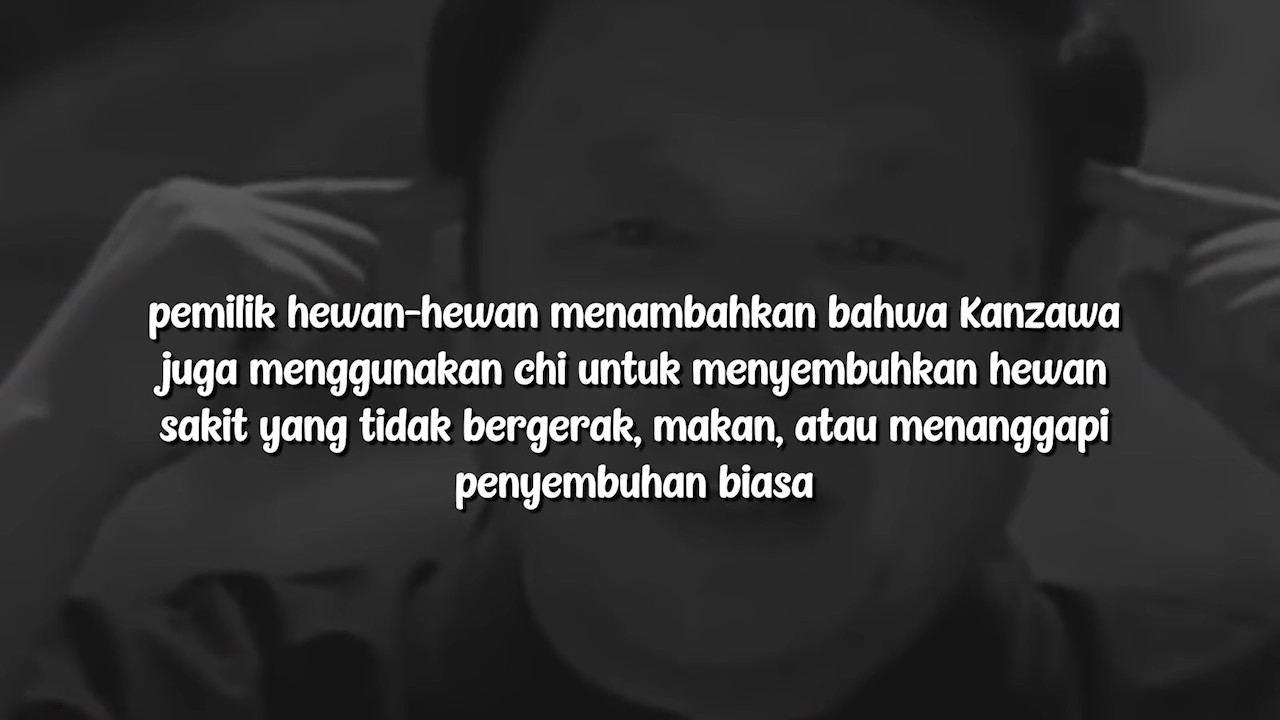 pemilik hewan-hewan menambahkan bahwa Kanzawa
juga menggunakan chi untuk menyembuhkan hewan
sakit yang tidak bergerak, makan, atau menanggapi
penyembuhan biasa